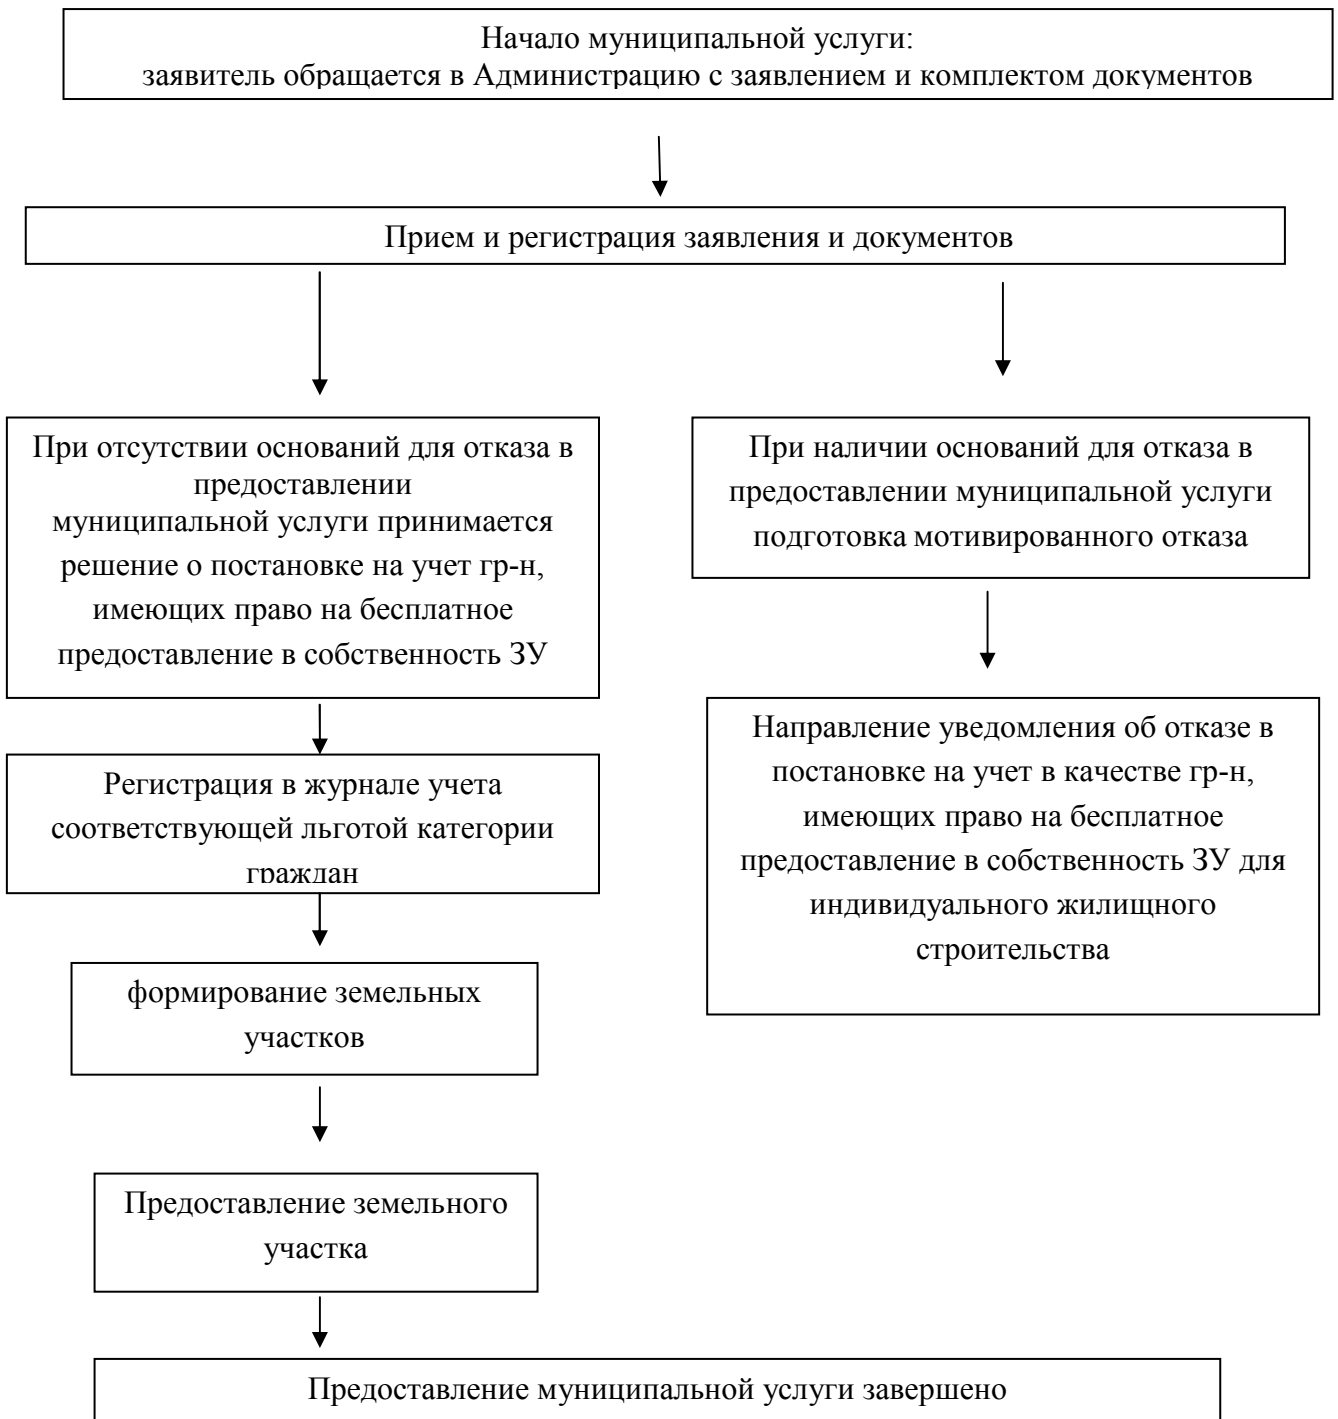 Начало муниципальной услуги:
заявитель обращается в Администрацию с заявлением и комплектом документов
Прием и регистрация заявления и документов
При отсутствии оснований для отказа в
предоставлении
муниципальной услуги принимается
решение о постановке на учет гр-н,
имеющих право на бесплатное
предоставление в собственность ЗУ
При наличии оснований для отказа в
предоставлении муниципальной услуги
подготовка мотивированного отказа
Регистрация в журнале учета
соответствующей льготой категории
граждан
Направление уведомления об отказе в
постановке на учет в качестве гр-н,
имеющих право на бесплатное
предоставление в собственность ЗУ для
индивидуального жилищного
строительства
формирование земельных
участков
Предоставление земельного
участка
Предоставление муниципальной услуги завершено